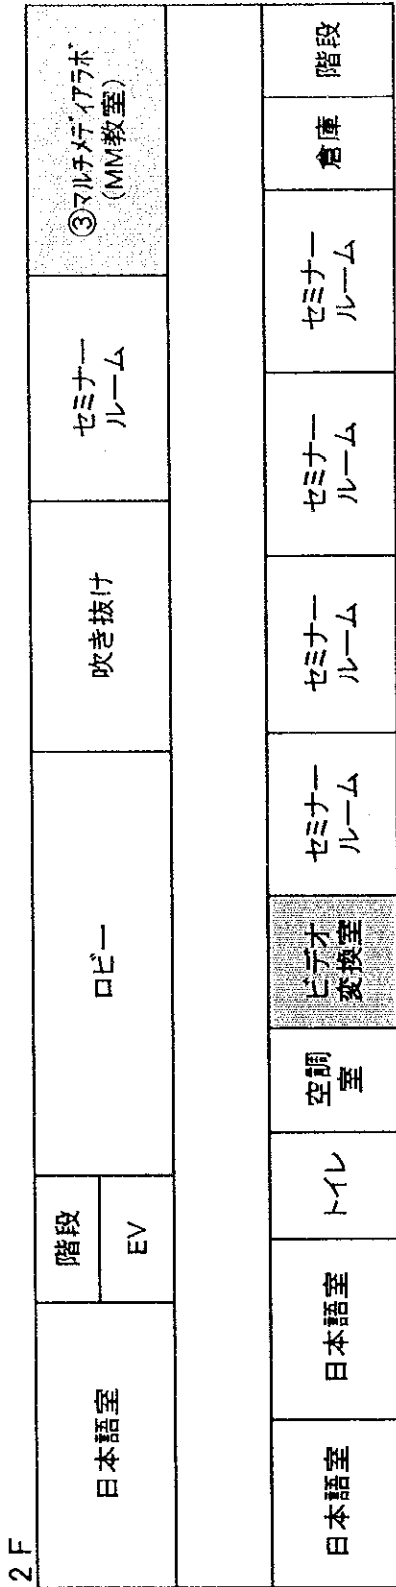 2F
日本語室
階段
EV
ロビー
吹き抜け
セミナー
ルーム
③マルチメディアラボ
(MM教室)
日本語室
日本語室
トイレ
空調
室
ビデオ
変換室
セミナー
ルーム
セミナー
ルーム
セミナー
ルーム
セミナー
ルーム
倉庫
階段